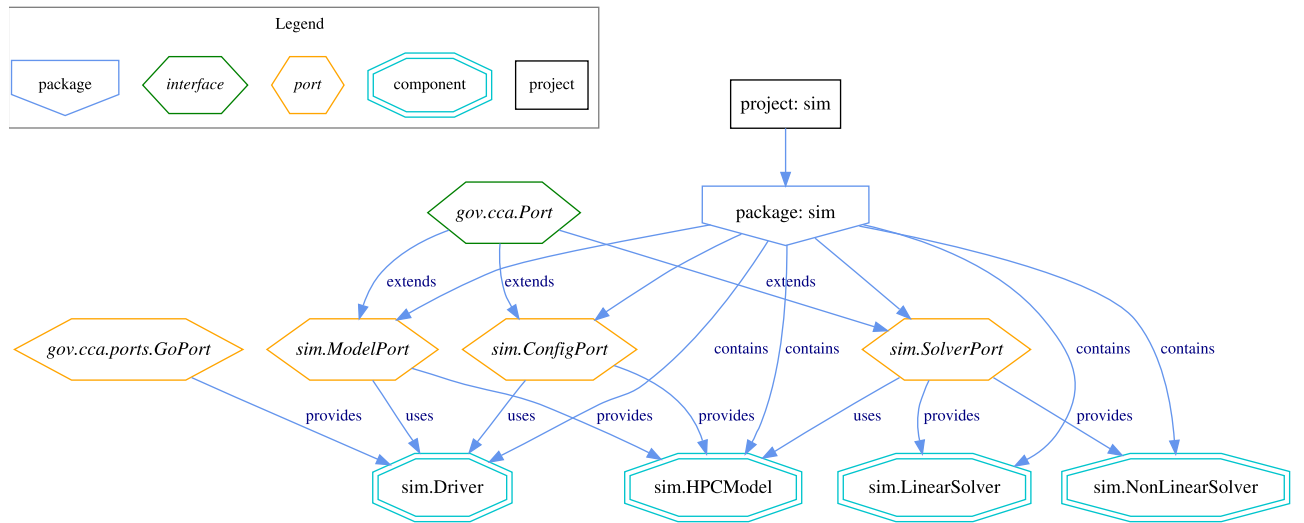 Legend
package
interface
port
component
project
project: sim
gov.cca.Port
package: sim
extends
extends
extends
gov.cca.ports.GoPort
sim.ModelPort
sim.ConfigPort
contains
contains
sim.SolverPort
contains
contains
provides
uses
uses
provides
provides
uses
provides
provides
sim.Driver
sim.HPCModel
sim.LinearSolver
sim.NonLinearSolver